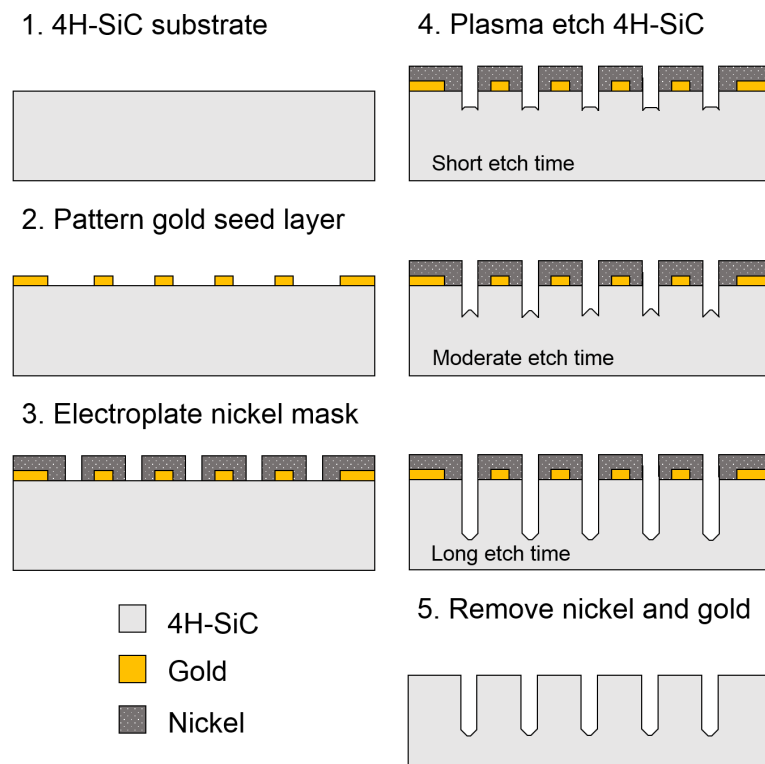 1. 4H-SiC substrate
2. Pattern gold seed layer
3. Electroplate nickel mask
4H-SiC
Gold
Nickel
4. Plasma etch 4H-SiC
Short etch time
Moderate etch time
Long etch time
5. Remove nickel and gold